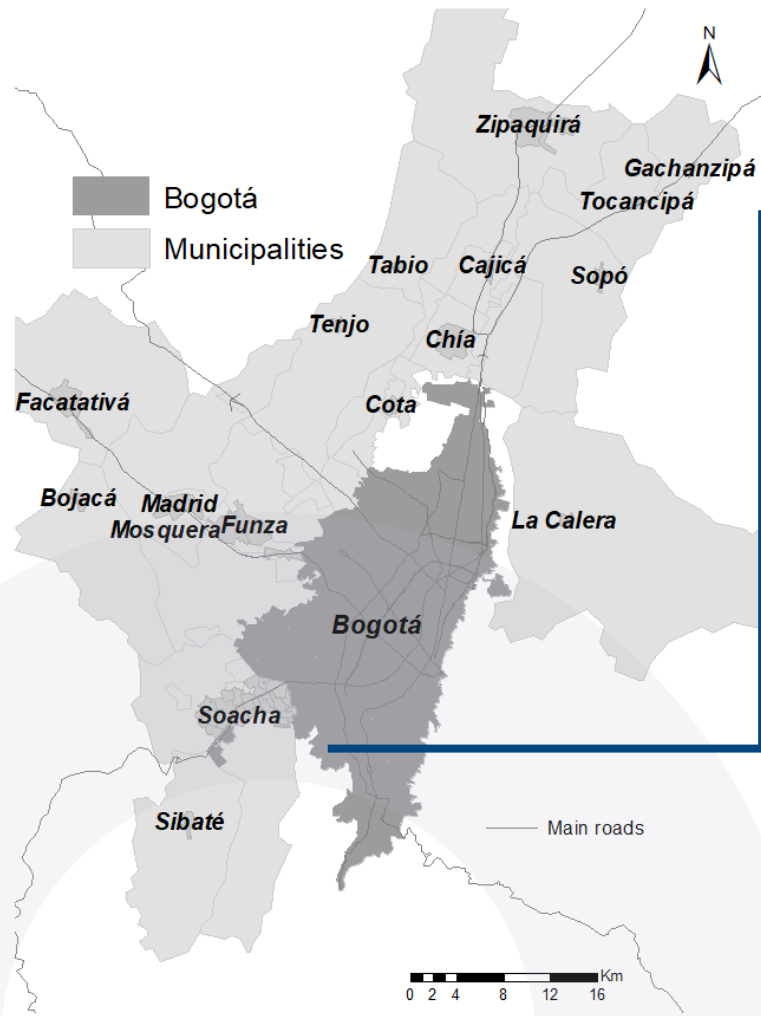 N
Zipaquirá
Gachanzipá
Tocancipá
Bogotá
Municipalities
Tabio
Cajicá
Sopó
Tenjo
Chía
Facatativá
Cota
Bojacá
Madrid
Mosquera
Funza
La Calera
Bogotá
Soacha
Sibaté
Main roads
Km
0 2 4 8 12 16